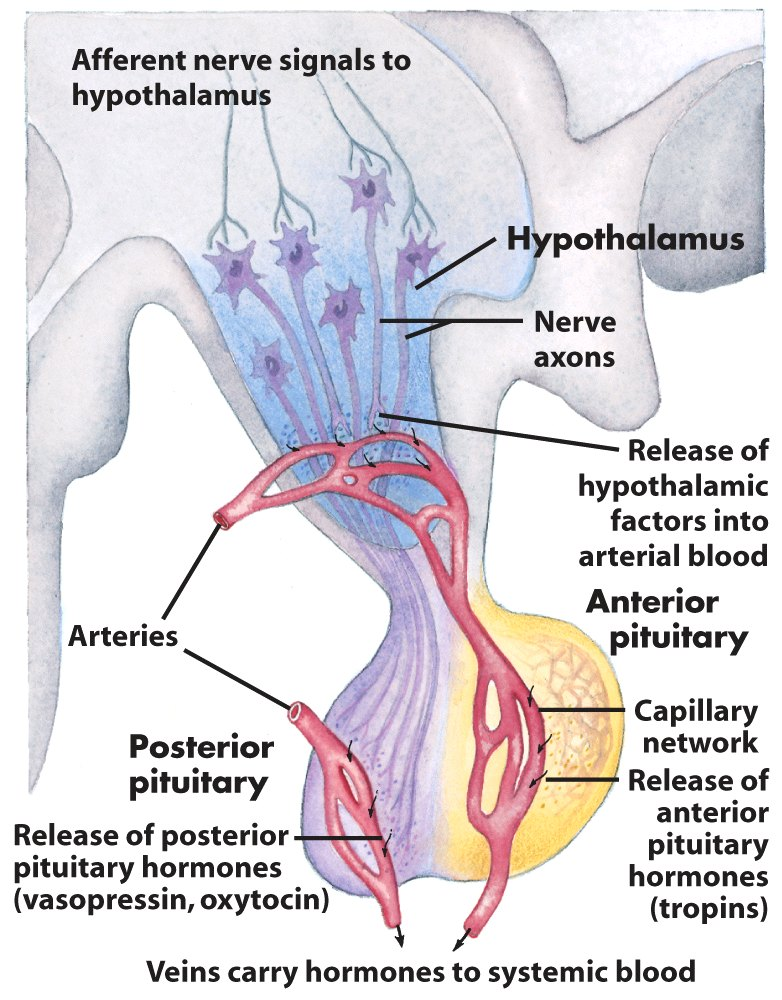 Afferent nerve signals to
hypothalamus
Hypothalamus
Nerve
axons
Release of
hypothalamic
factors into
arterial blood
Arteries
Anterior
pituitary
Capillary
network
Posterior
pituitary
Release of
anterior
pituitary
hormones
(tropins)
Release of posterior
pituitary hormones
(vasopressin, oxytocin)
Veins carry hormones to systemic blood